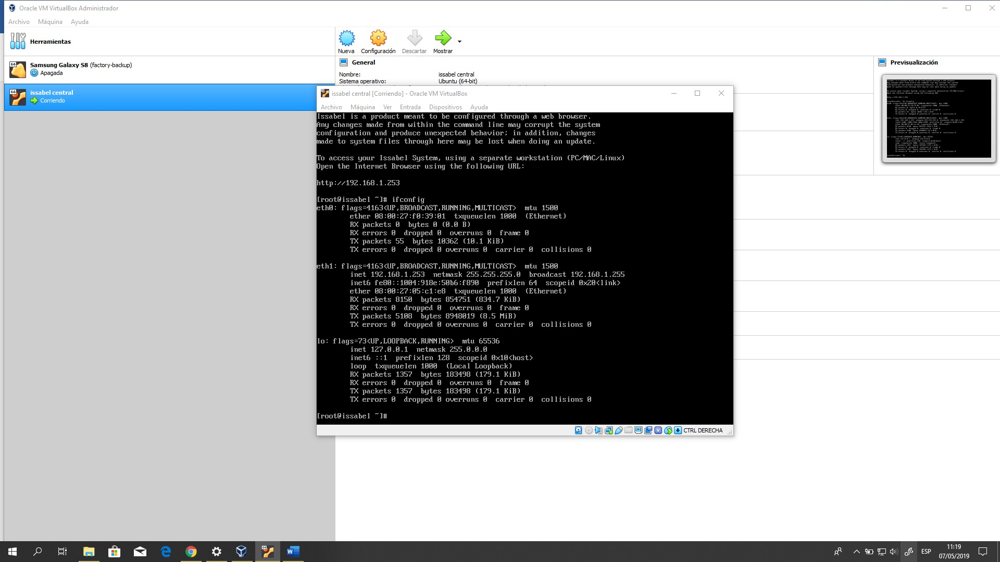 Oracle VM VirtualBox Administrador
Archivo Máquina Ayuda
Herramientas
Nueva Configuración Descartar Mostrar
64 Samsung Galaxy S8 (factory-backup)
Apagada
64 issabel central
Corriendo
General
Nombre: issabel central
Sistema operativo: Ubuntu (64-bit)
Previsualización
issabel central [Corriendo] - Oracle VM VirtualBox
Archivo Máquina Ver Entrada Dispositivos Ayuda
Issabel is a product meant to be configured through a web browser.
Any changes made from within the command line may corrupt the system
configuration and produce unexpected behavior; in addition, changes
made to system files through here may be lost when doing an update.
To access your Issabel System, using a separate workstation (PC/MAC/Linux)
Open the Internet Browser using the following URL:
http://192.168.1.253
[root@issabel ~]# ifconfig
eth0: flags=4163<UP,BROADCAST,RUNNING,MULTICAST> mtu 1500
ether 08:00:27:f0:39:01 txqueuelen 1000 (Ethernet)
RX packets 0 bytes 0 (0.0 B)
RX errors 0 dropped 0 overruns 0 frame 0
TX packets 55 bytes 10362 (10.1 KiB)
TX errors 0 dropped 0 overruns 0 carrier 0 collisions 0
eth1: flags=4163<UP,BROADCAST,RUNNING,MULTICAST> mtu 1500
inet 192.168.1.253 netmask 255.255.255.0 broadcast 192.168.1.255
inet6 fe80::1004:918e:50b6:f890 prefixlen 64 scopeid 0x20<link>
ether 08:00:27:05:c1:e8 txqueuelen 1000 (Ethernet)
RX packets 8150 bytes 854751 (834.7 KiB)
RX errors 0 dropped 0 overruns 0 frame 0
TX packets 5108 bytes 8948019 (8.5 MiB)
TX errors 0 dropped 0 overruns 0 carrier 0 collisions 0
lo: flags=73<UP,LOOPBACK,RUNNING> mtu 65536
inet 127.0.0.1 netmask 255.0.0.0
inet6 ::1 prefixlen 128 scopeid 0x10<host>
loop txqueuelen 1000 (Local Loopback)
RX packets 1357 bytes 183498 (179.1 KiB)
RX errors 0 dropped 0 overruns 0 frame 0
TX packets 1357 bytes 183498 (179.1 KiB)
TX errors 0 dropped 0 overruns 0 carrier 0 collisions 0
[root@issabel ~]#
CTRL DERECHA
ESP
11:19
07/05/2019